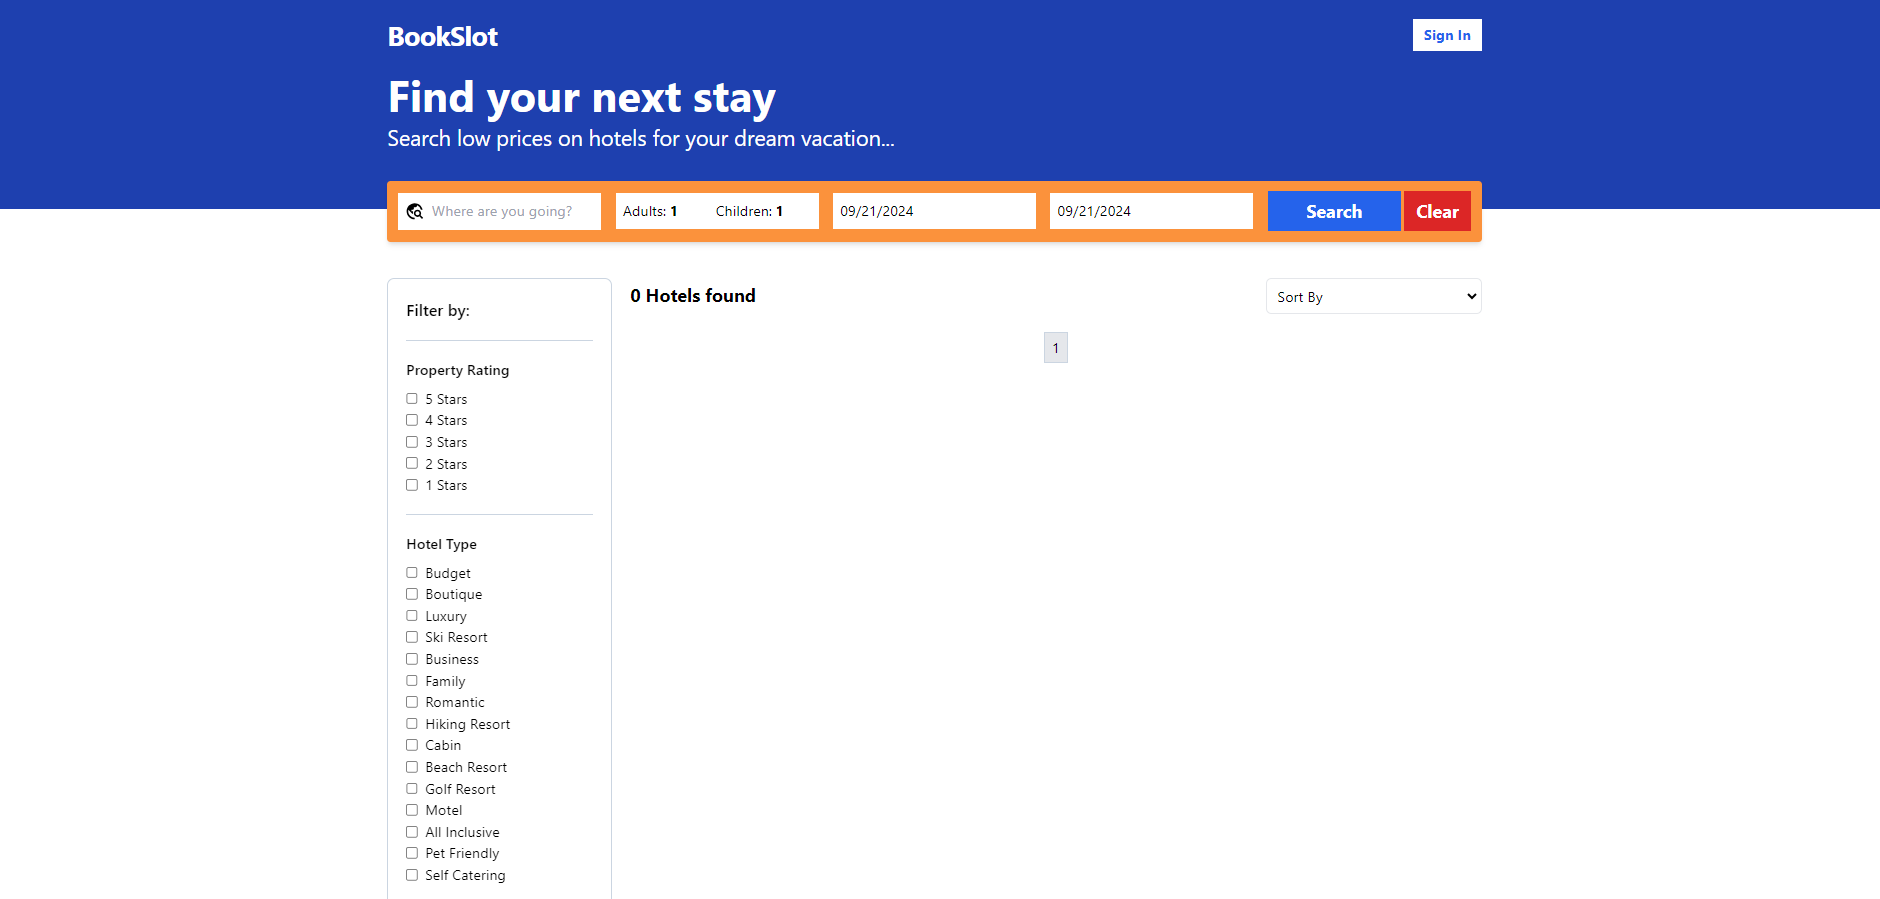 BookSlot
Sign In
Find your next stay
Search low prices on hotels for your dream vacation...
Where are you going?
Adults: 1
Children: 1
09/21/2024
09/21/2024
Search
Clear
Filter by:
Property Rating
5 Stars
4 Stars
3 Stars
2 Stars
1 Stars
Hotel Type
Budget
Boutique
Luxury
Ski Resort
Business
Family
Romantic
Hiking Resort
Cabin
Beach Resort
Golf Resort
Motel
All Inclusive
Pet Friendly
Self Catering
0 Hotels found
Sort By
1